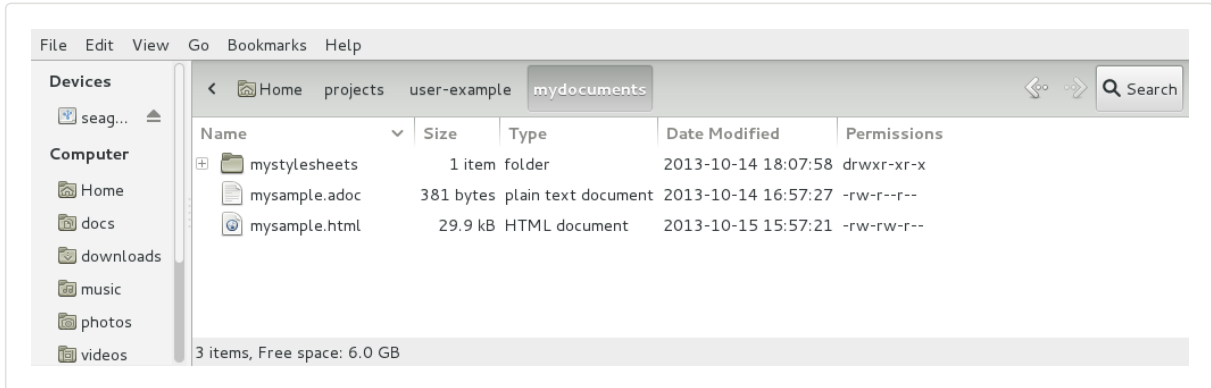 File Edit View Go Bookmarks Help
Devices
seag...
Computer
Home
docs
downloads
music
photos
videos
< Home projects user-example mydocuments Search
Name Size Type Date Modified Permissions
mystylesheets 1 item folder 2013-10-14 18:07:58 drwxr-xr-x
mysample.adoc 381 bytes plain text document 2013-10-14 16:57:27 -rw-r--r--
mysample.html 29.9 kB HTML document 2013-10-15 15:57:21 -rw-rw-r--
3 items, Free space: 6.0 GB